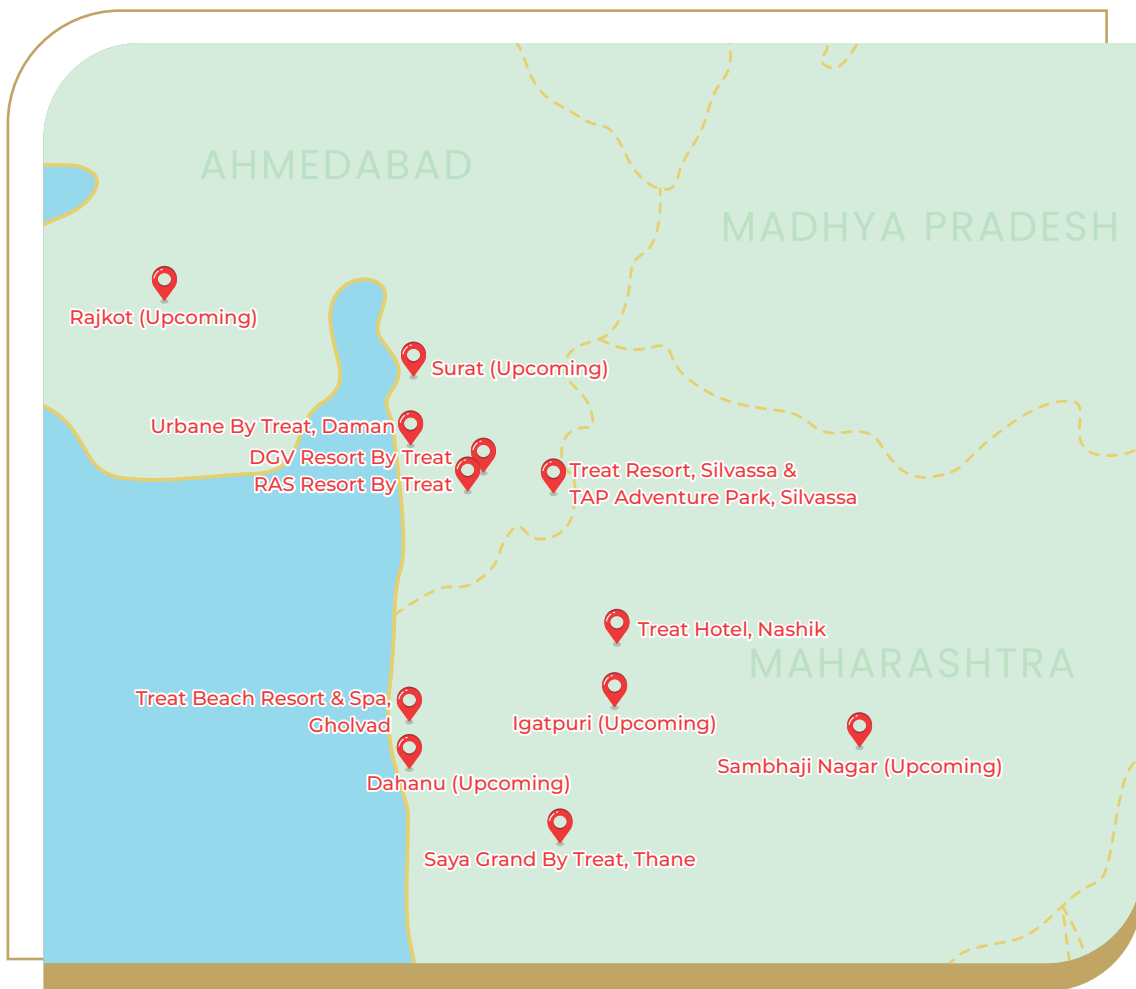 AHMEDABAD
MADHYA PRADESH
Rajkot (Upcoming)
Surat (Upcoming)
Urbane By Treat, Daman
DGV Resort By Treat
RAS Resort By Treat
Treat Resort, Silvassa &
TAP Adventure Park, Silvassa
Treat Hotel, Nashik
MAHARASHTRA
Treat Beach Resort & Spa,
Gholvad
Igatpuri (Upcoming)
Sambhaji Nagar (Upcoming)
Dahanu (Upcoming)
Saya Grand By Treat, Thane